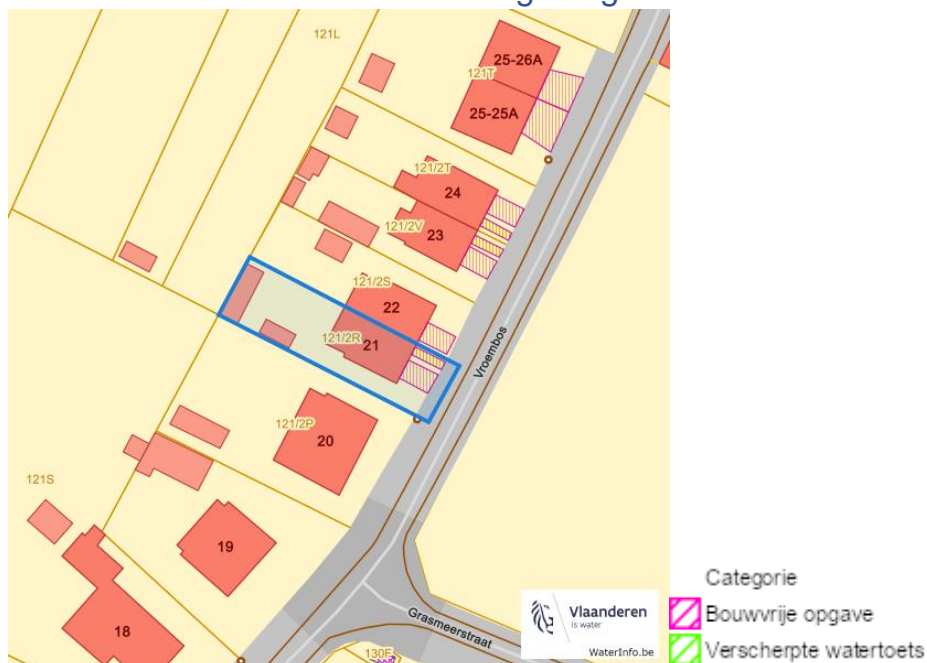 121L
25-26A
121T
25-25A
121/2T
24
121/2V
23
121/2S
22
121/2R
21
Vroembos
121/2P
20
121S
19
18
Grasmeerstraat
130F
Vlaanderen
is water
WaterInfo.be
Categorie
Bouwvrije opgave
Verscherpte watertoets